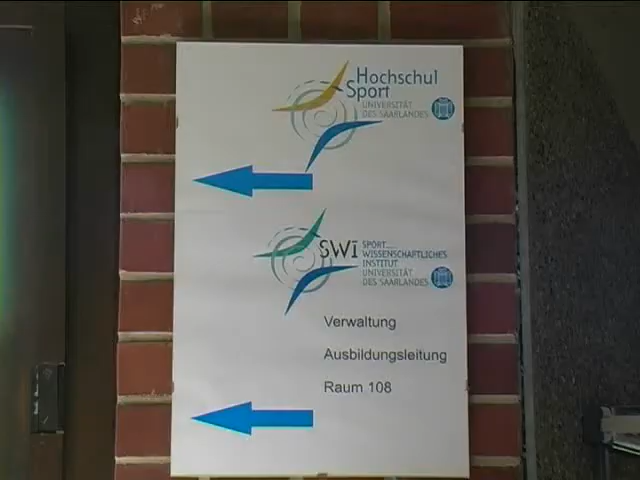 Hochschul
Sport
UNIVERSITÄT
DES SAARLANDES
SWI
SPORT
WISSENSCHAFTLICHES
INSTITUT
UNIVERSITÄT
DES SAARLANDES
Verwaltung
Ausbildungsleitung
Raum 108